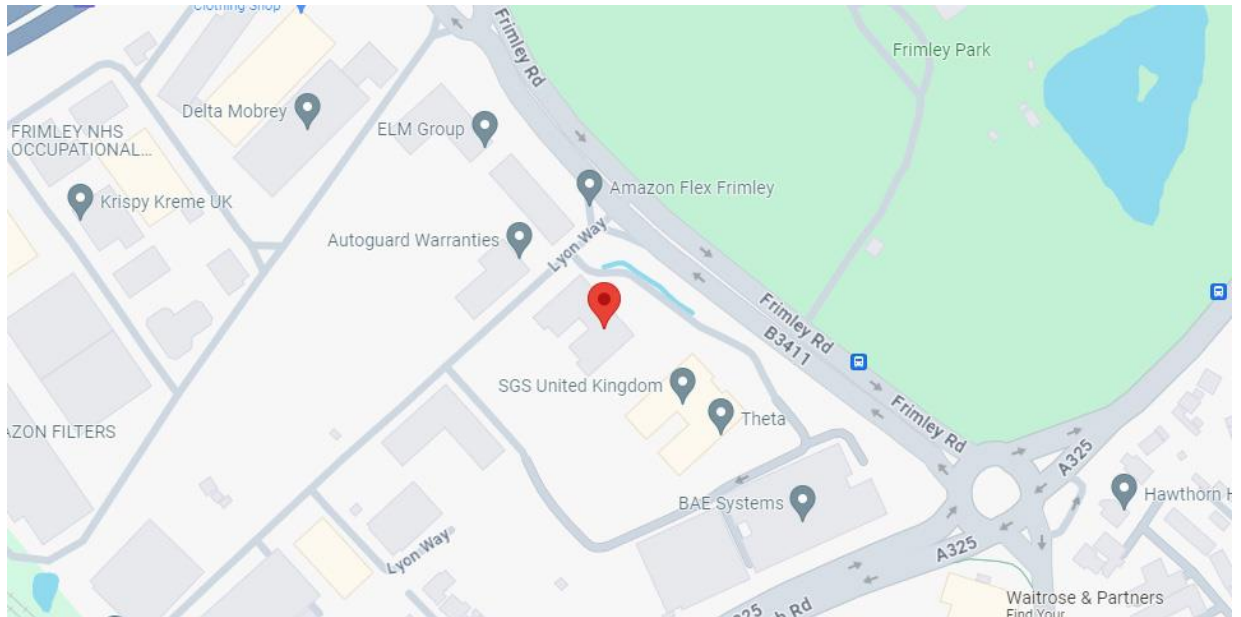 Clothing Shop
Frimley Rd
Frimley Park
Delta Mobrey
ELM Group
FRIMLEY NHS
OCCUPATIONAL...
Krispy Kreme UK
Amazon Flex Frimley
Autoguard Warranties
Lyon Way
Frimley Rd
B3411
SGS United Kingdom
Theta
Frimley Rd
AZON FILTERS
A325
BAE Systems
Hawthorn H
Lyon Way
A325
Waitrose & Partners
Find Your
325
Rd